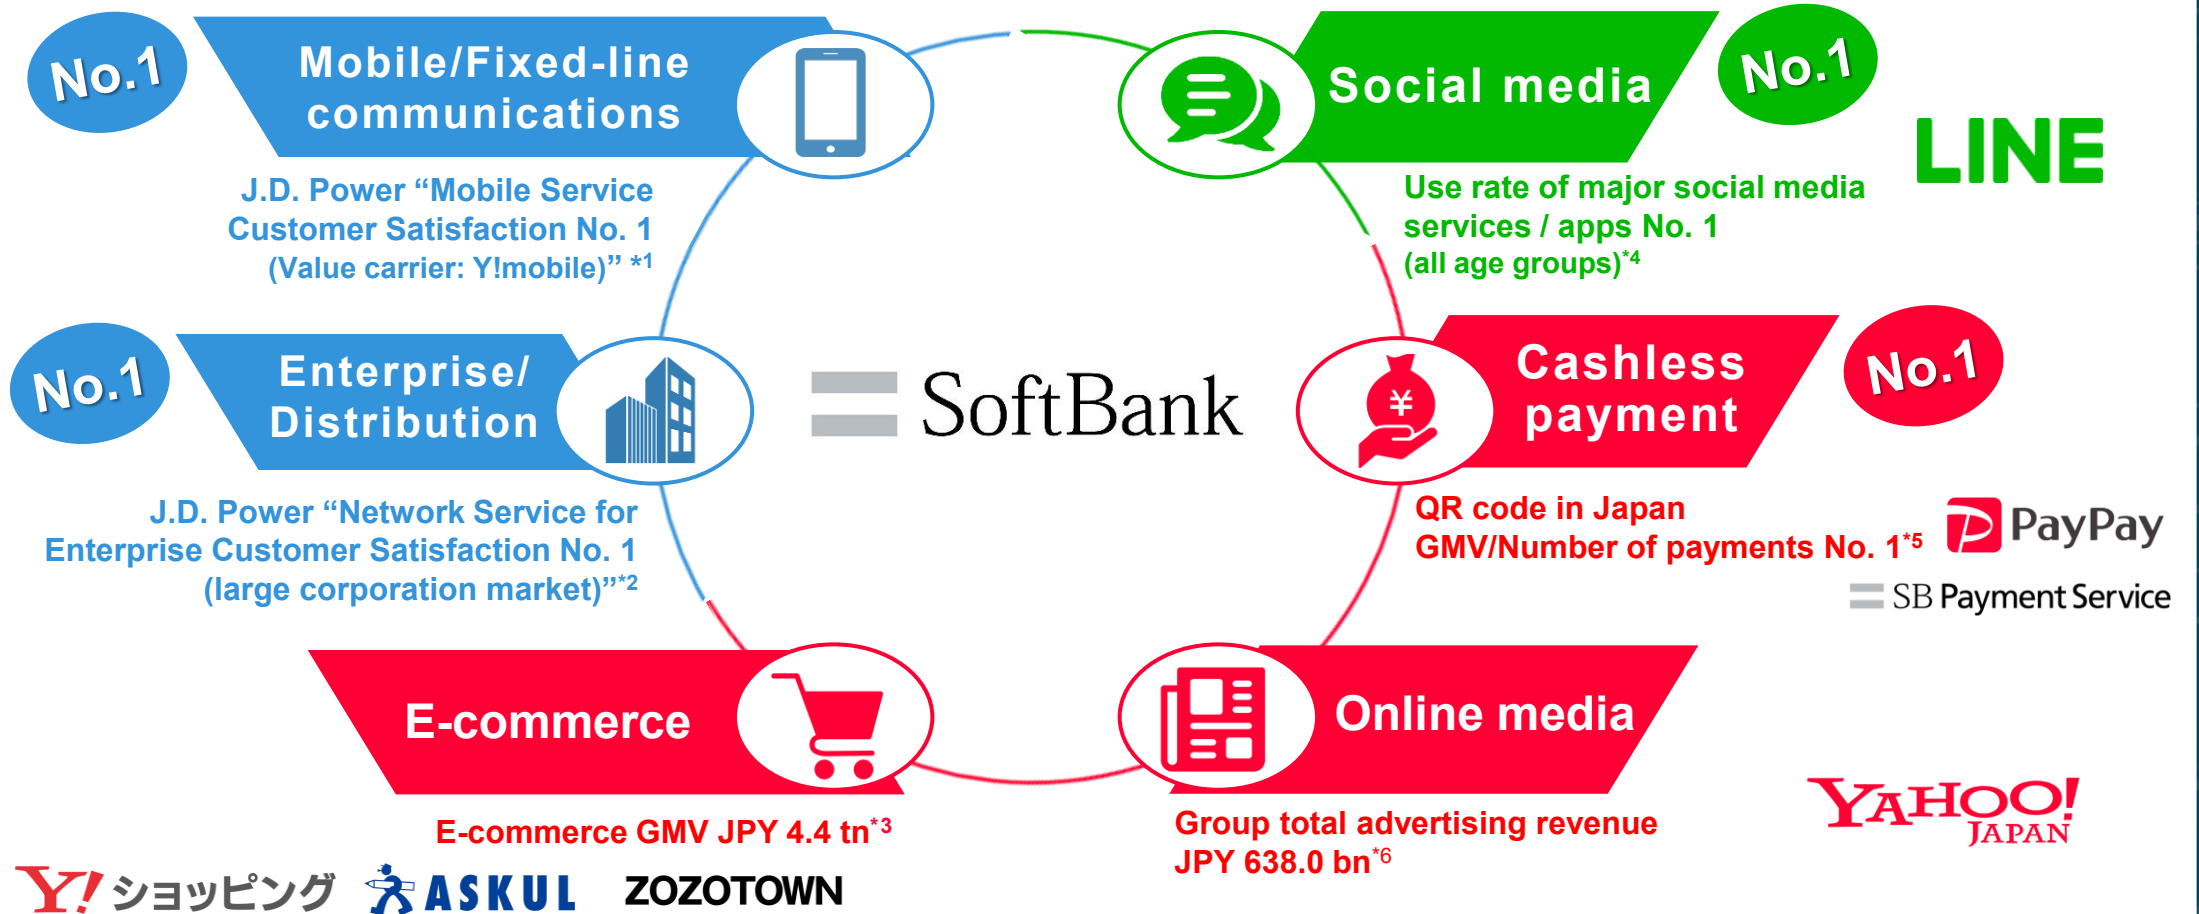 No.1
Mobile/Fixed-line
communications
J.D. Power “Mobile Service
Customer Satisfaction No. 1
(Value carrier: Y!mobile)” *1
Social media
No.1
LINE
Use rate of major social media
services / apps No. 1
(all age groups)*4
No.1
Enterprise/
Distribution
J.D. Power “Network Service for
Enterprise Customer Satisfaction No. 1
(large corporation market)”*2
SoftBank
¥
Cashless
payment
No.1
QR code in Japan
GMV/Number of payments No. 1*5
PayPay
SB Payment Service
E-commerce
E-commerce GMV JPY 4.4 tn*3
Y! ショッピング
ASKUL
ZOZOTOWN
Online media
Group total advertising revenue
JPY 638.0 bn*6
YAHOO!
JAPAN